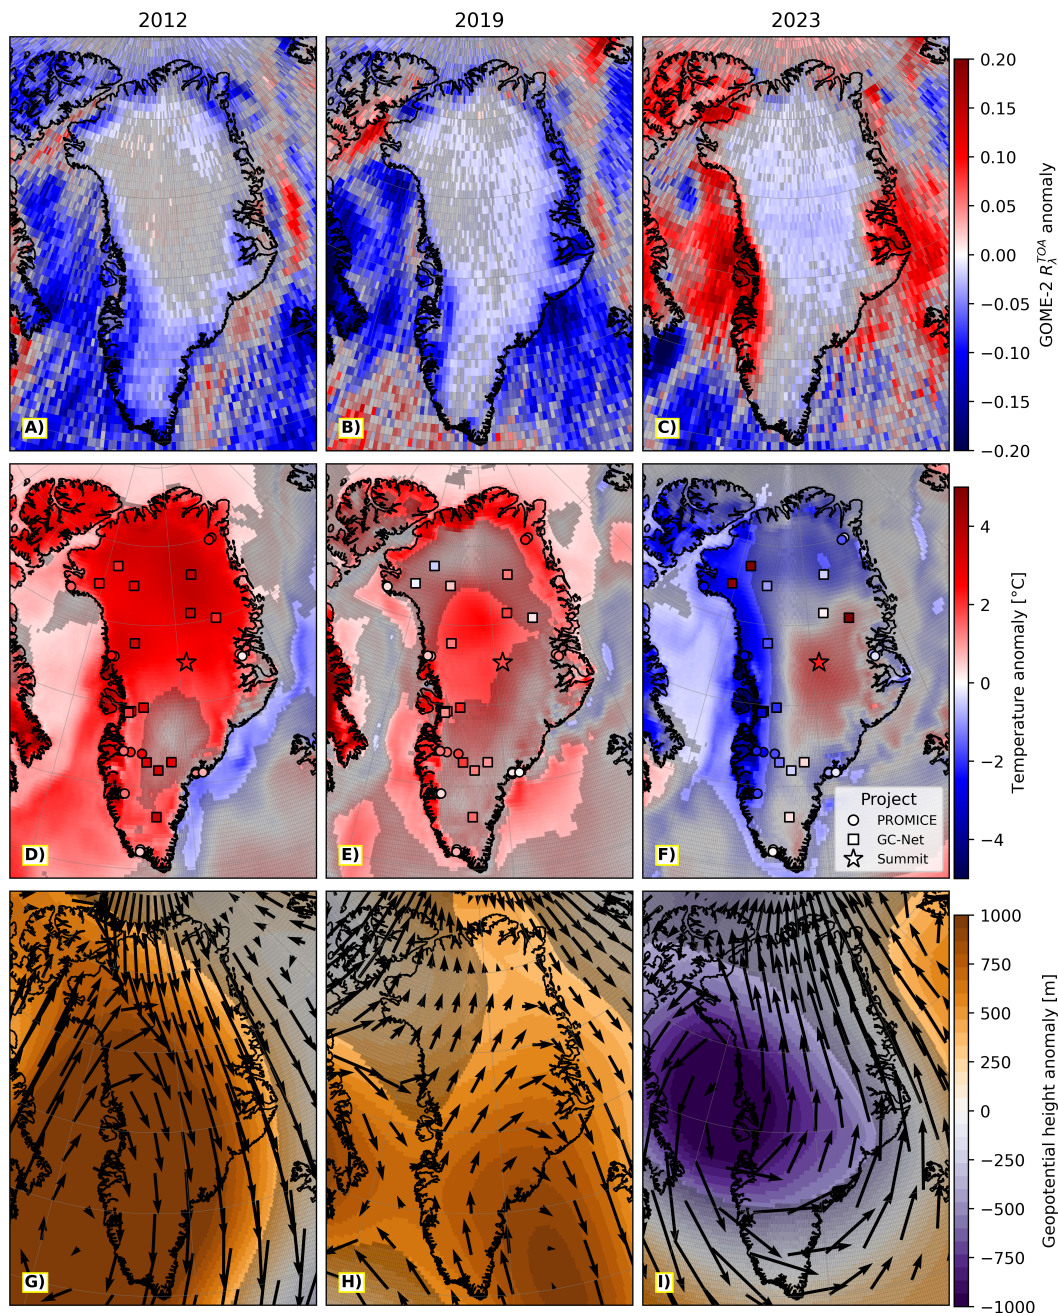 2012 2019 2023
A) B) C)
0.20
0.15
0.10
0.05
0.00
−0.05
−0.10
−0.15
−0.20
GOME-2 R_λ^TOA anomaly
D) E) F)
Project
PROMICE
GC-Net
Summit
4
2
0
−2
−4
Temperature anomaly [°C]
G) H) I)
1000
750
500
250
0
−250
−500
−750
−1000
Geopotential height anomaly [m]